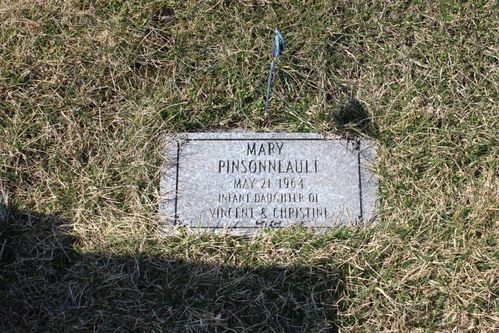 MARY
PINSONNEAULT
MAY 21 1964
INFANT DAUGHTER OF
VINCENT & CHRISTINE